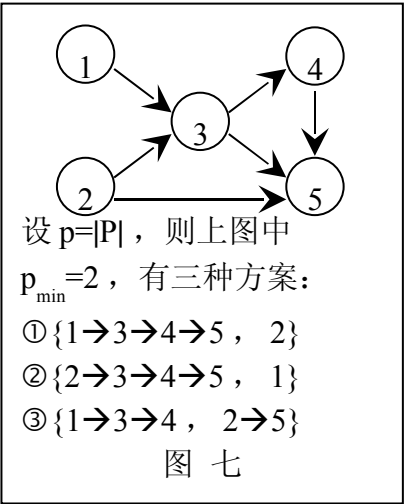 1
4
3
2
5
设 p=|P| ，则上图中
pmin=2 ，有三种方案：
①{1→3→4→5 ， 2}
②{2→3→4→5 ， 1}
③{1→3→4 ， 2→5}
图 七